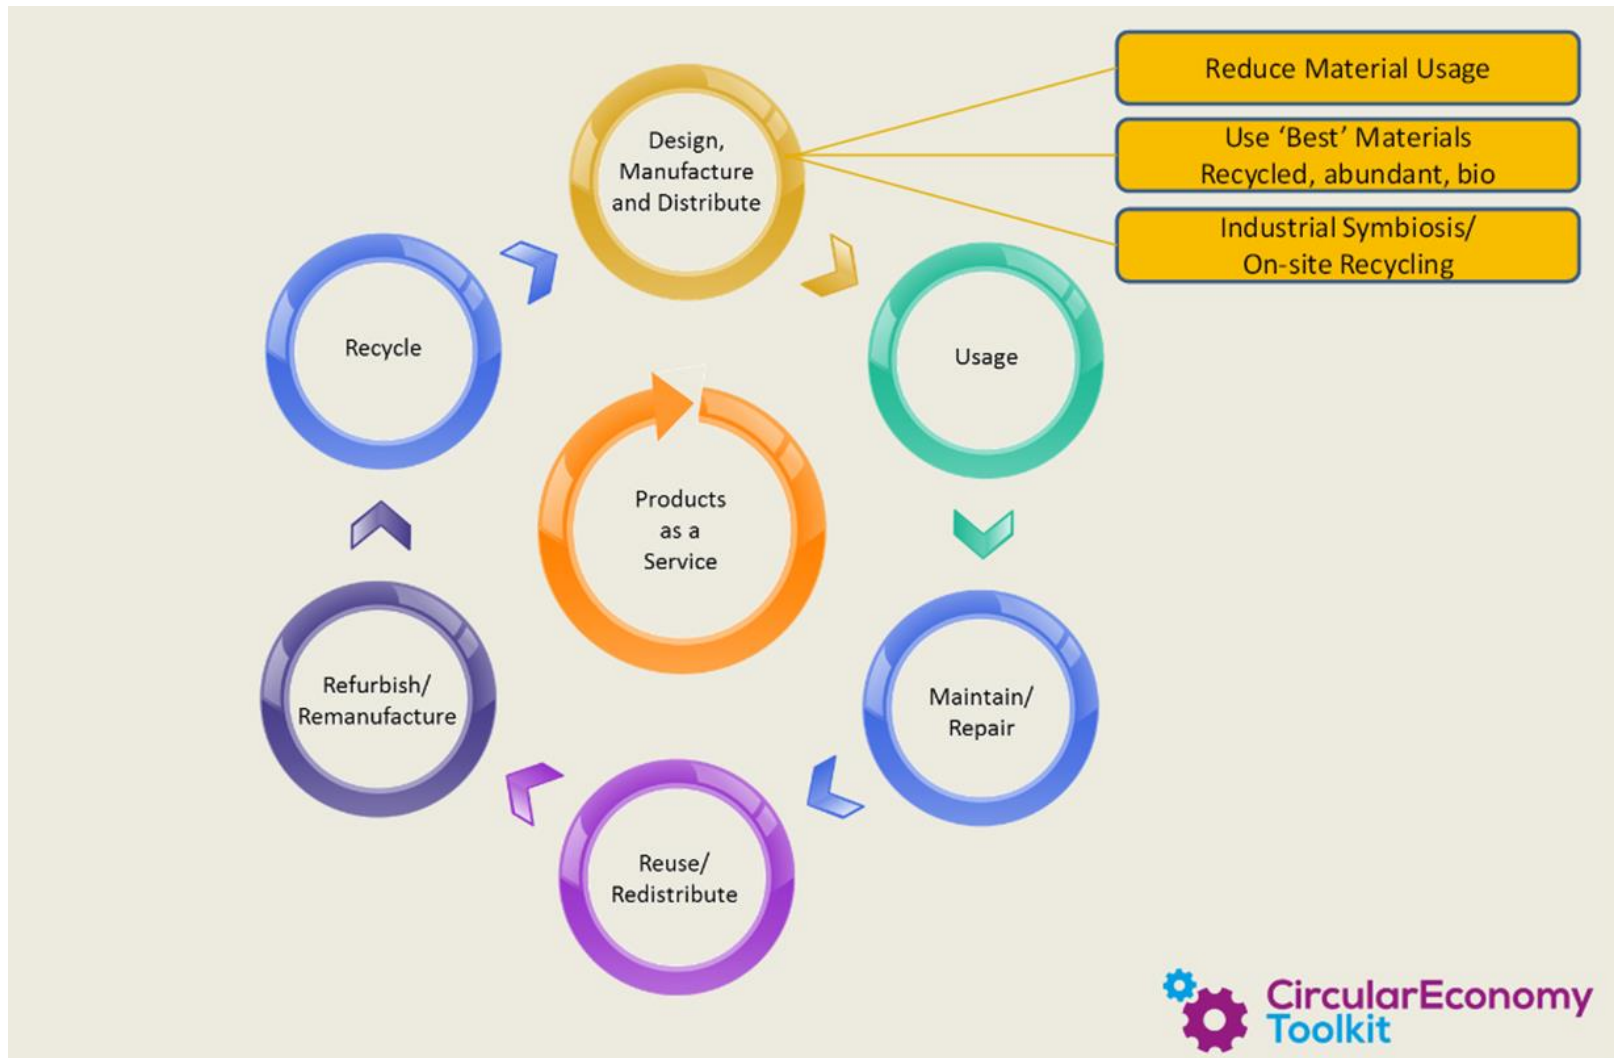 Reduce Material Usage
Use ‘Best’ Materials
Recycled, abundant, bio
Industrial Symbiosis/
On-site Recycling
Design,
Manufacture
and Distribute
Usage
Maintain/
Repair
Reuse/
Redistribute
Refurbish/
Remanufacture
Recycle
Products
as a
Service
CircularEconomy
Toolkit